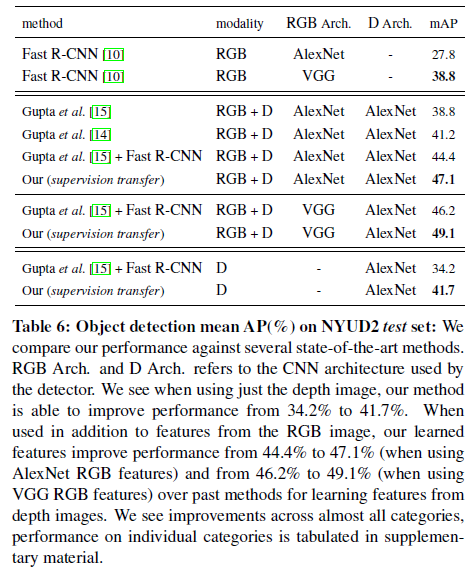 method modality RGB Arch. D Arch. mAP
Fast R-CNN [10] RGB AlexNet - 27.8
Fast R-CNN [10] RGB VGG - 38.8
Gupta et al. [15] RGB + D AlexNet AlexNet 38.8
Gupta et al. [14] RGB + D AlexNet AlexNet 41.2
Gupta et al. [15] + Fast R-CNN RGB + D AlexNet AlexNet 44.4
Our (supervision transfer) RGB + D AlexNet AlexNet 47.1
Gupta et al. [15] + Fast R-CNN RGB + D VGG AlexNet 46.2
Our (supervision transfer) RGB + D VGG AlexNet 49.1
Gupta et al. [15] + Fast R-CNN D - AlexNet 34.2
Our (supervision transfer) D - AlexNet 41.7
Table 6: Object detection mean AP(%) on NYUD2 test set: We
compare our performance against several state-of-the-art methods.
RGB Arch. and D Arch. refers to the CNN architecture used by
the detector. We see when using just the depth image, our method
is able to improve performance from 34.2% to 41.7%. When
used in addition to features from the RGB image, our learned
features improve performance from 44.4% to 47.1% (when using
AlexNet RGB features) and from 46.2% to 49.1% (when using
VGG RGB features) over past methods for learning features from
depth images. We see improvements across almost all categories,
performance on individual categories is tabulated in supplemen-
tary material.